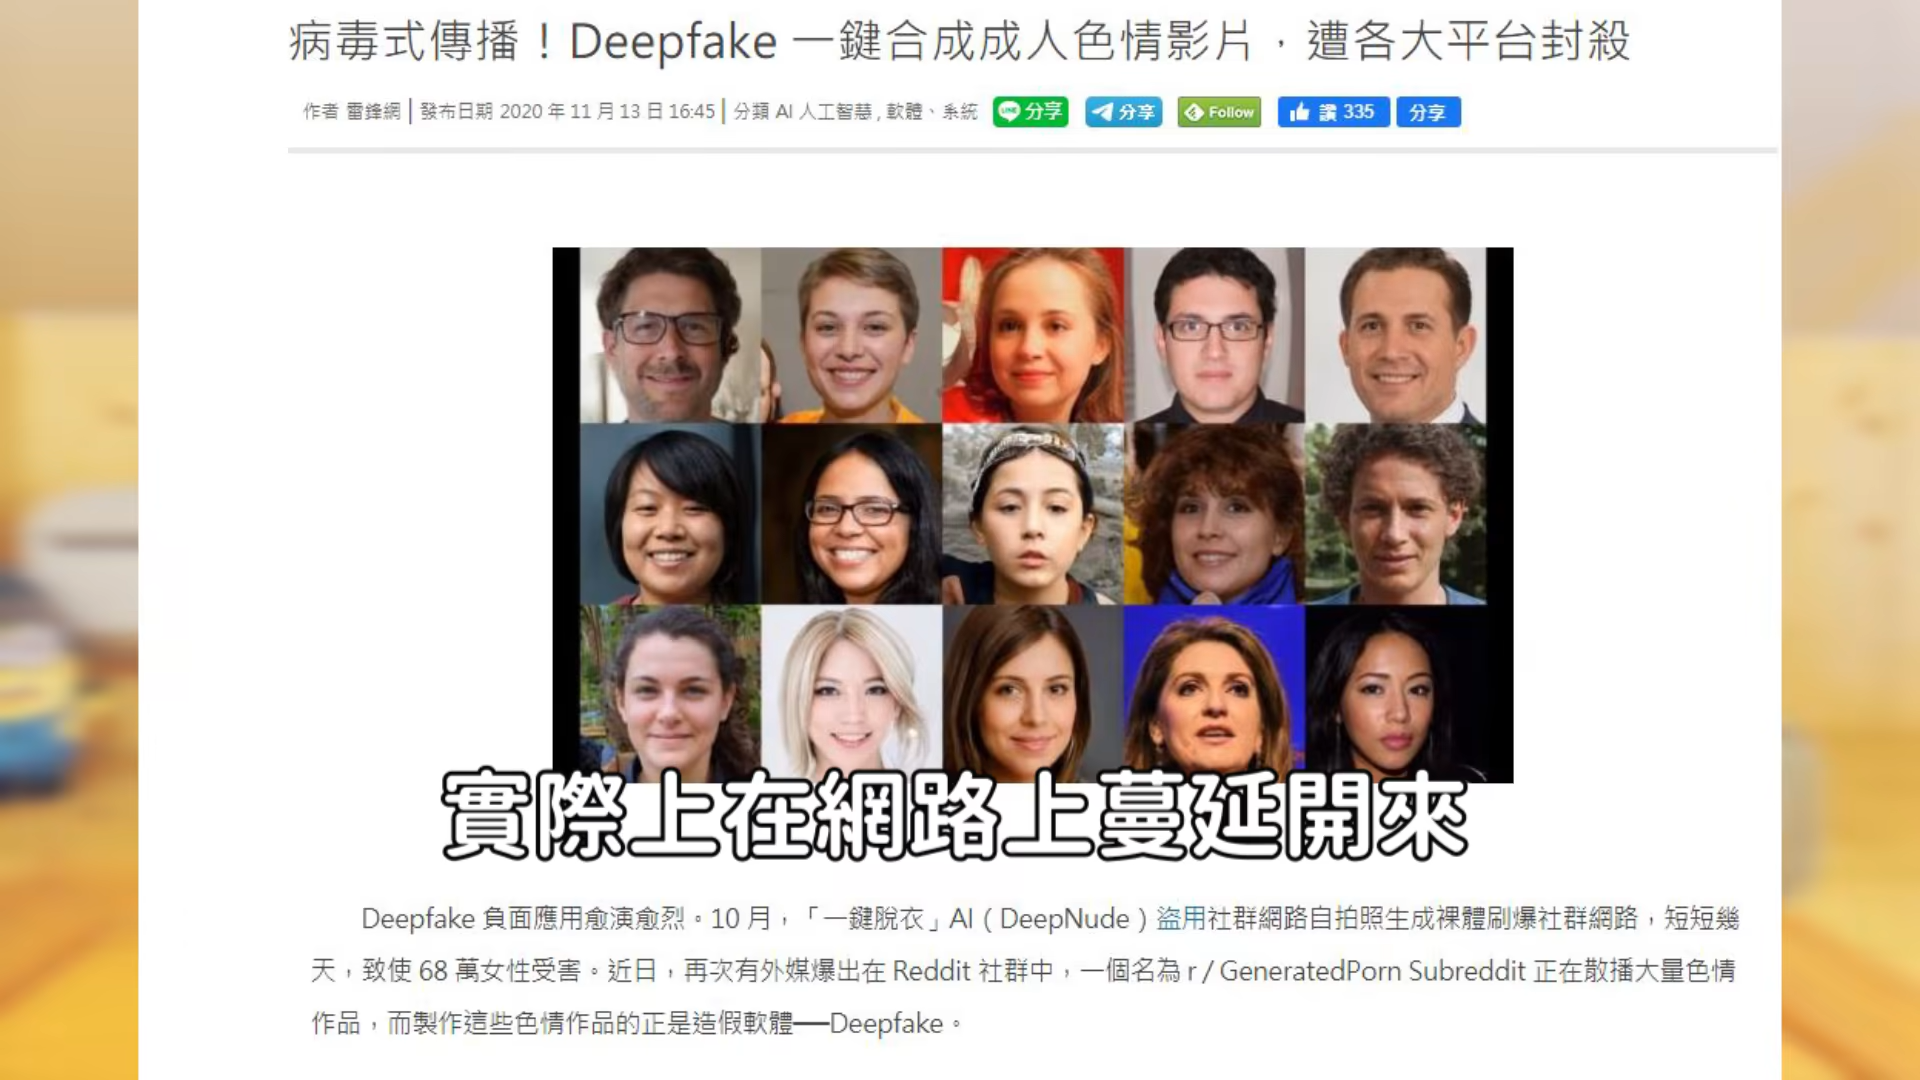 病毒式傳播！Deepfake 一鍵合成成人色情影片，遭各大平台封殺
作者 雷鋒網 | 發布日期 2020 年 11 月 13 日 16:45 | 分類 AI 人工智慧 , 軟體、系統 分享 分享 Follow 讚 335 分享
實際上在網路上蔓延開來
Deepfake 負面應用愈演愈烈。10 月，「一鍵脫衣」AI（DeepNude）盜用社群網路自拍照生成裸體刷爆社群網路，短短幾
天，致使 68 萬女性受害。近日，再次有外媒爆出在 Reddit 社群中，一個名為 r / GeneratedPorn Subreddit 正在散播大量色情
作品，而製作這些色情作品的正是造假軟體──Deepfake。